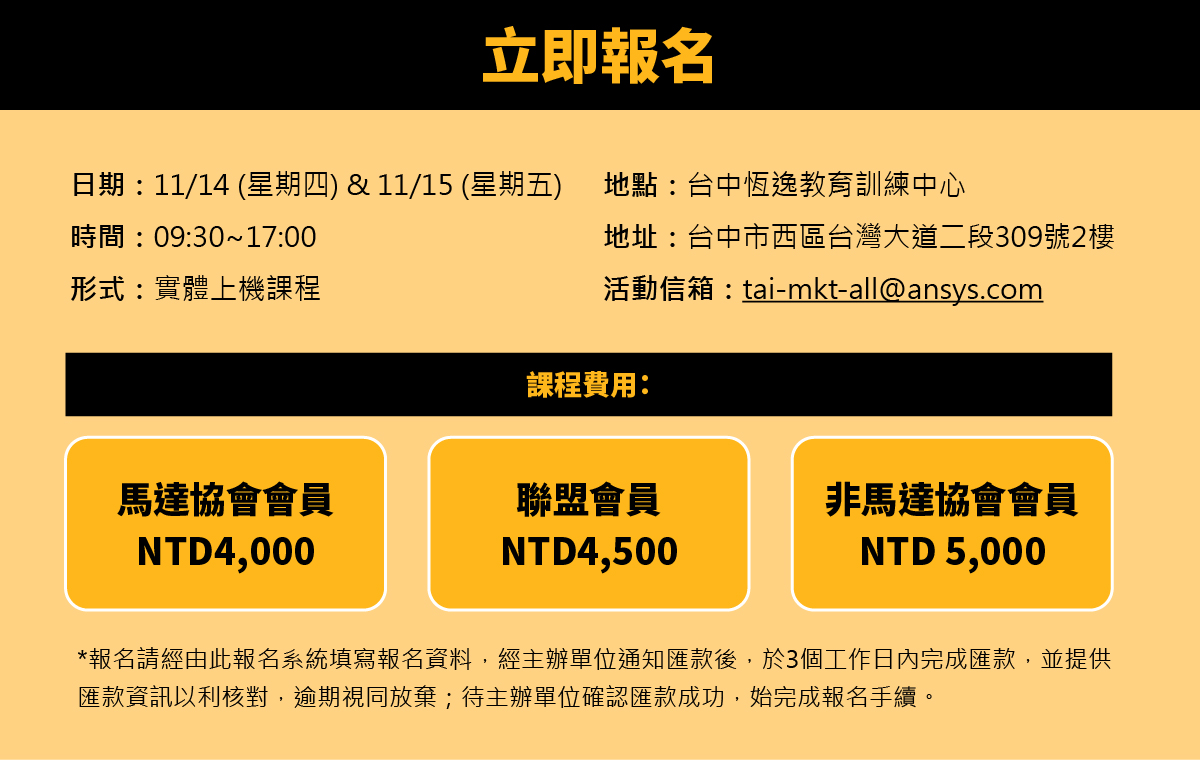 立即報名
日期：11/14 (星期四) & 11/15 (星期五)
時間：09:30~17:00
形式：實體上機課程
地點：台中恆逸教育訓練中心
地址：台中市西區台灣大道二段309號2樓
活動信箱：tai-mkt-all@ansys.com
課程費用：
馬達協會會員
NTD4,000
聯盟會員
NTD4,500
非馬達協會會員
NTD 5,000
*報名請經由此報名系統填寫報名資料，經主辦單位通知匯款後，於3個工作日內完成匯款，並提供
匯款資訊以利核對，逾期視同放棄；待主辦單位確認匯款成功，始完成報名手續。